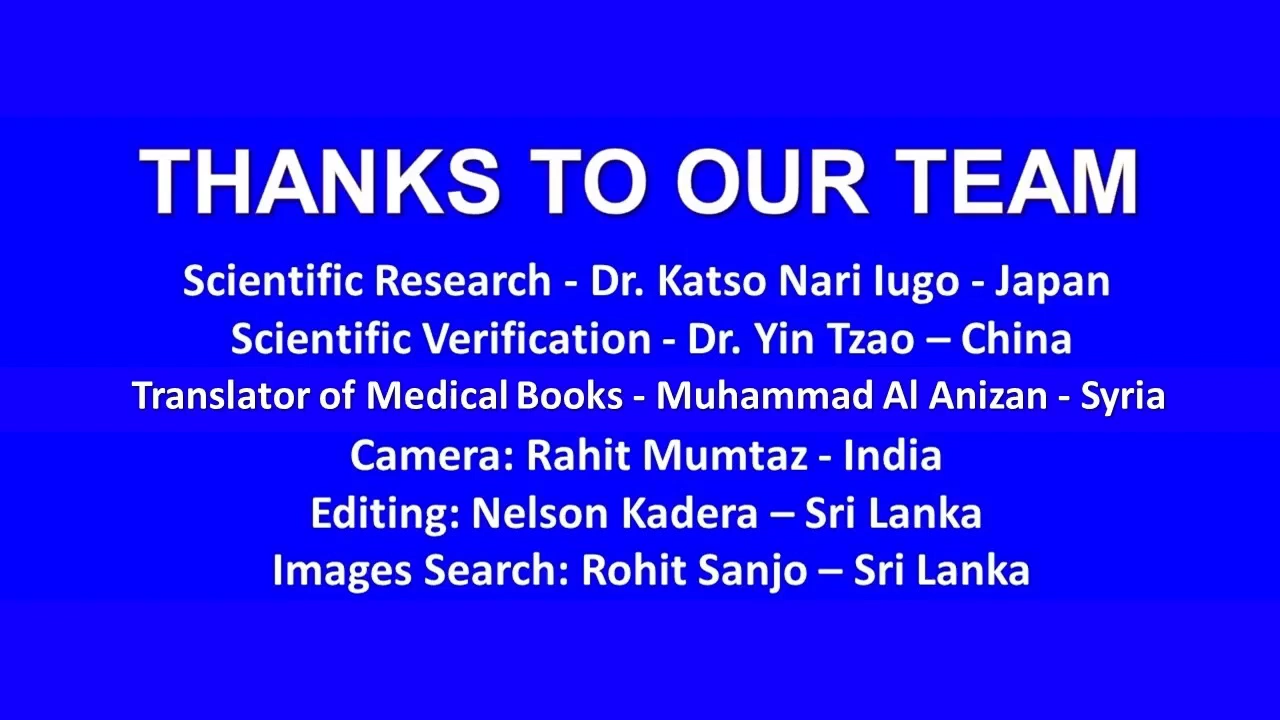 THANKS TO OUR TEAM
Scientific Research - Dr. Katso Nari Iugo - Japan
Scientific Verification - Dr. Yin Tzao – China
Translator of Medical Books - Muhammad Al Anizan - Syria
Camera: Rahit Mumtaz - India
Editing: Nelson Kadera – Sri Lanka
Images Search: Rohit Sanjo – Sri Lanka